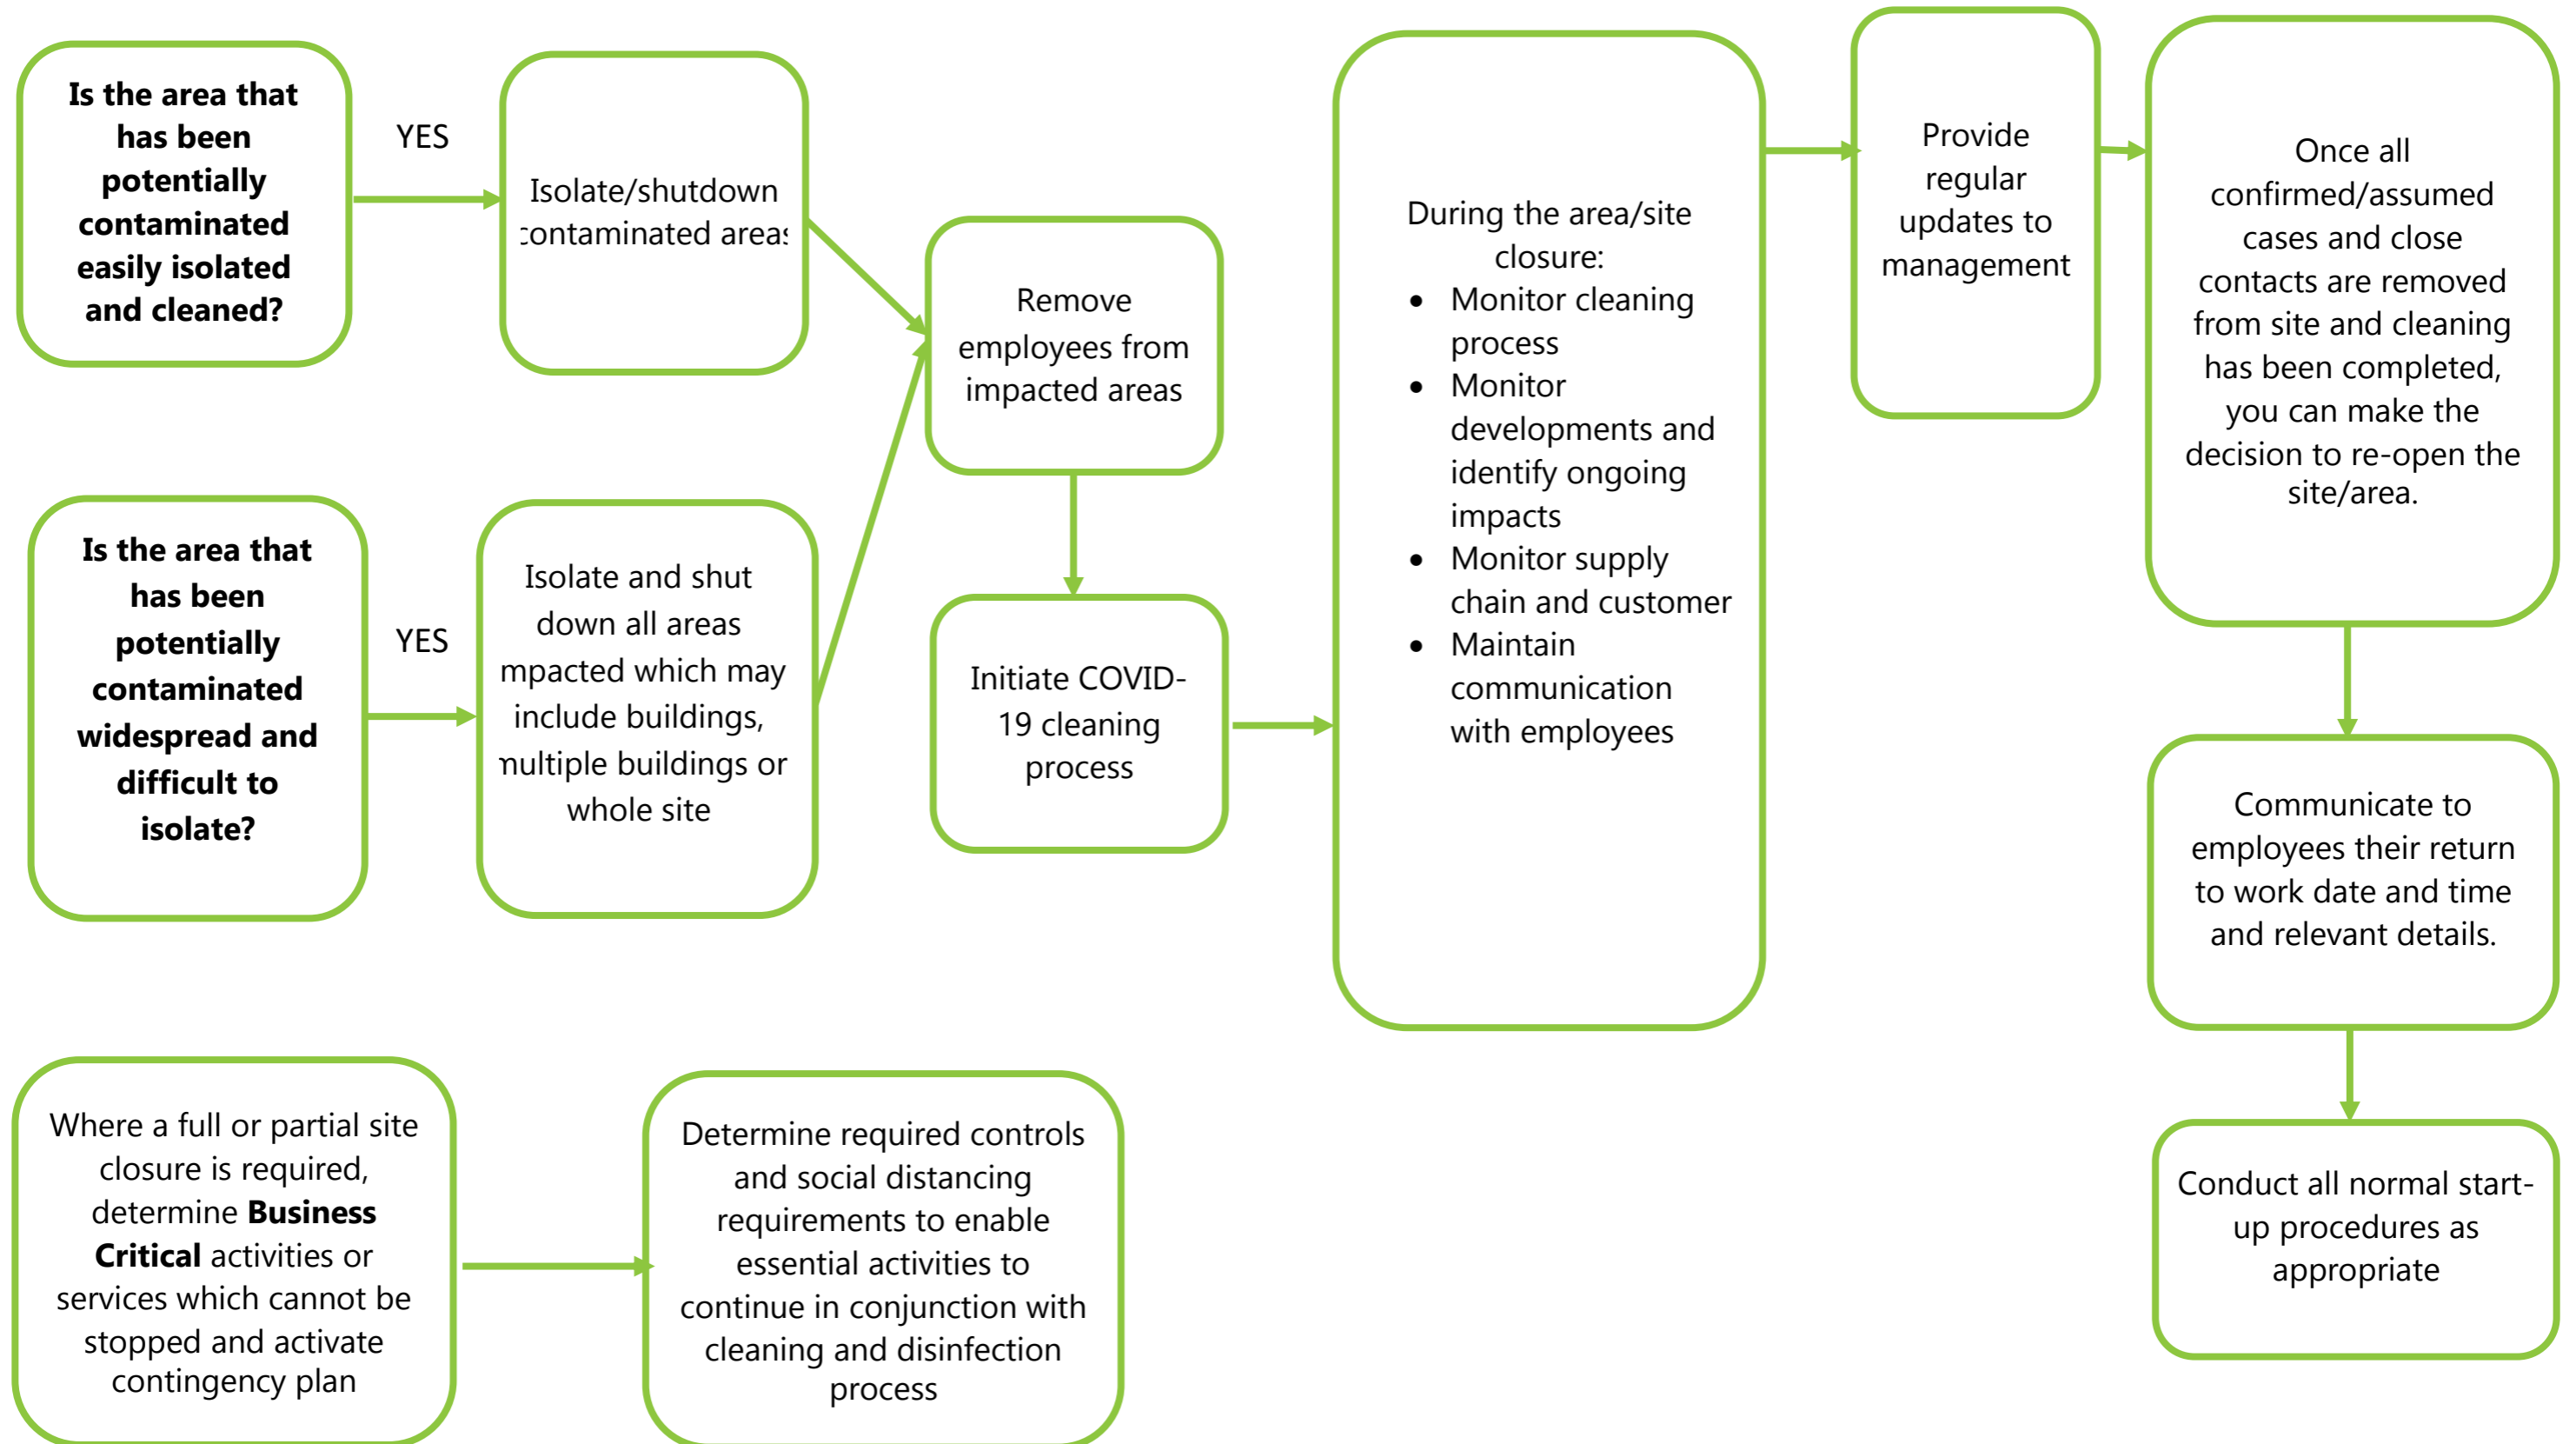 Is the area that
has been
potentially
contaminated
easily isolated
and cleaned?
YES
Isolate/shutdown
contaminated areas
Is the area that
has been
potentially
contaminated
widespread and
difficult to
isolate?
YES
Isolate and shut
down all areas
mpacted which may
include buildings,
multiple buildings or
whole site
Remove
employees from
impacted areas
Initiate COVID-
19 cleaning
process
During the area/site
closure:
• Monitor cleaning
process
• Monitor
developments and
identify ongoing
impacts
• Monitor supply
chain and customer
• Maintain
communication
with employees
Provide
regular
updates to
management
Once all
confirmed/assumed
cases and close
contacts are removed
from site and cleaning
has been completed,
you can make the
decision to re-open the
site/area.
Communicate to
employees their return
to work date and time
and relevant details.
Conduct all normal start-
up procedures as
appropriate
Where a full or partial site
closure is required,
determine Business
Critical activities or
services which cannot be
stopped and activate
contingency plan
Determine required controls
and social distancing
requirements to enable
essential activities to
continue in conjunction with
cleaning and disinfection
process